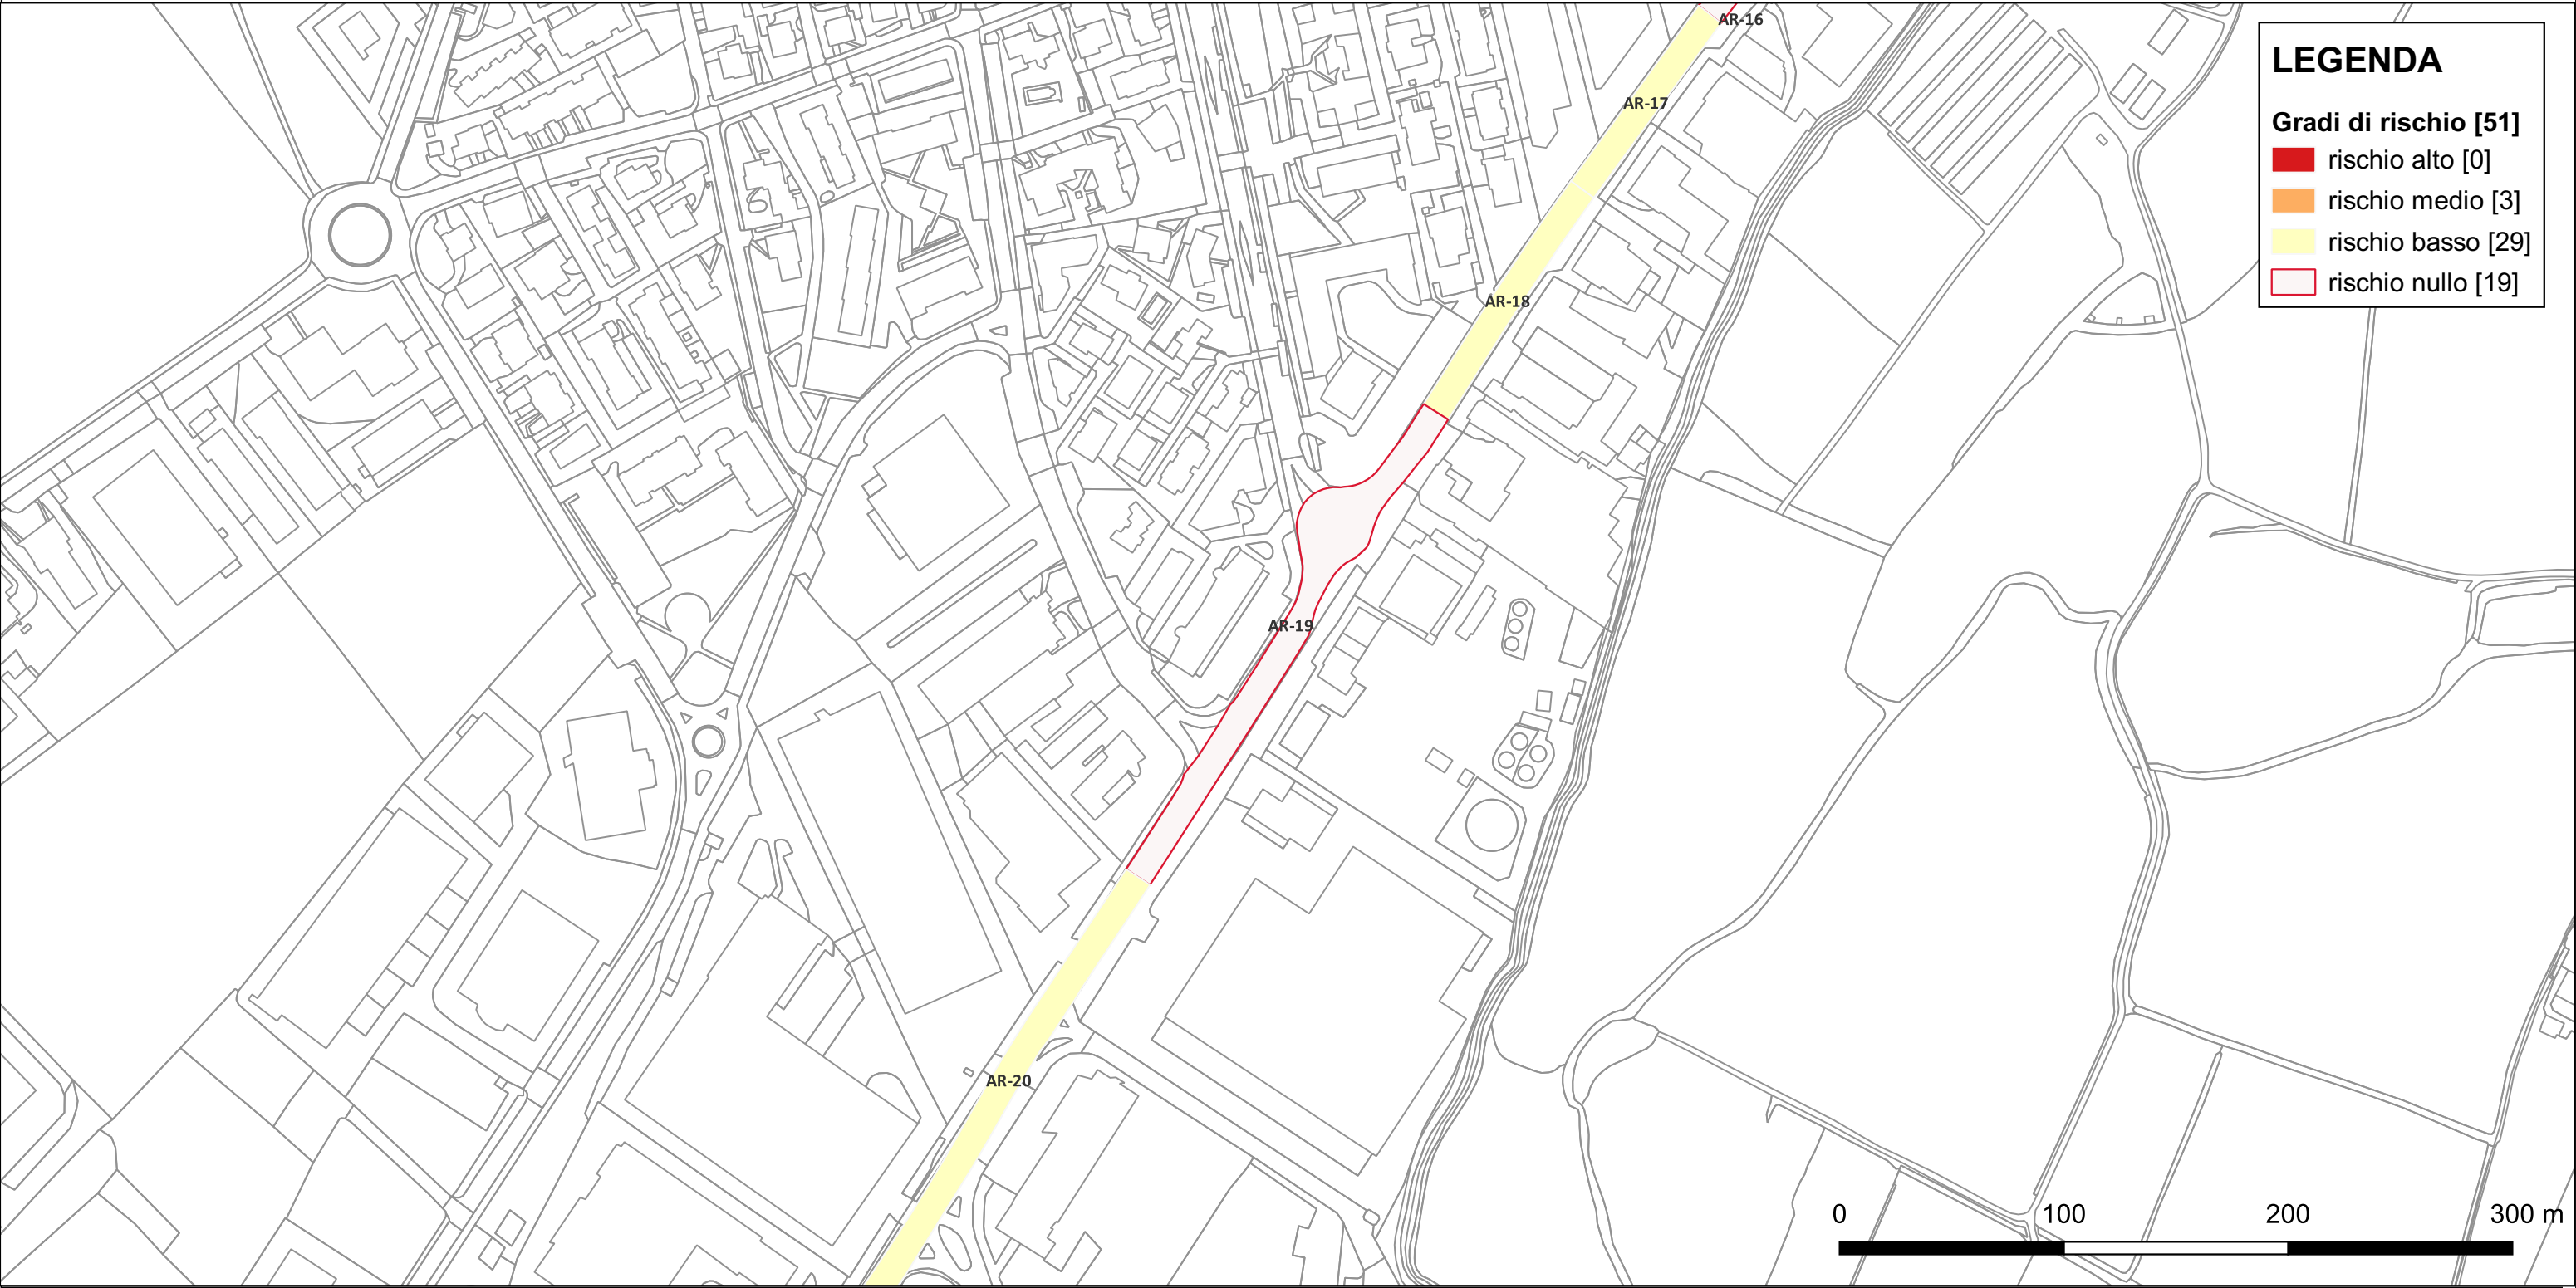 AR-16
LEGENDA
AR-17
Gradi di rischio [51]
rischio alto [0]
rischio medio [3]
rischio basso [29]
rischio nullo [19]
AR-18
AR-19
AR-20
0 100 200 300 m